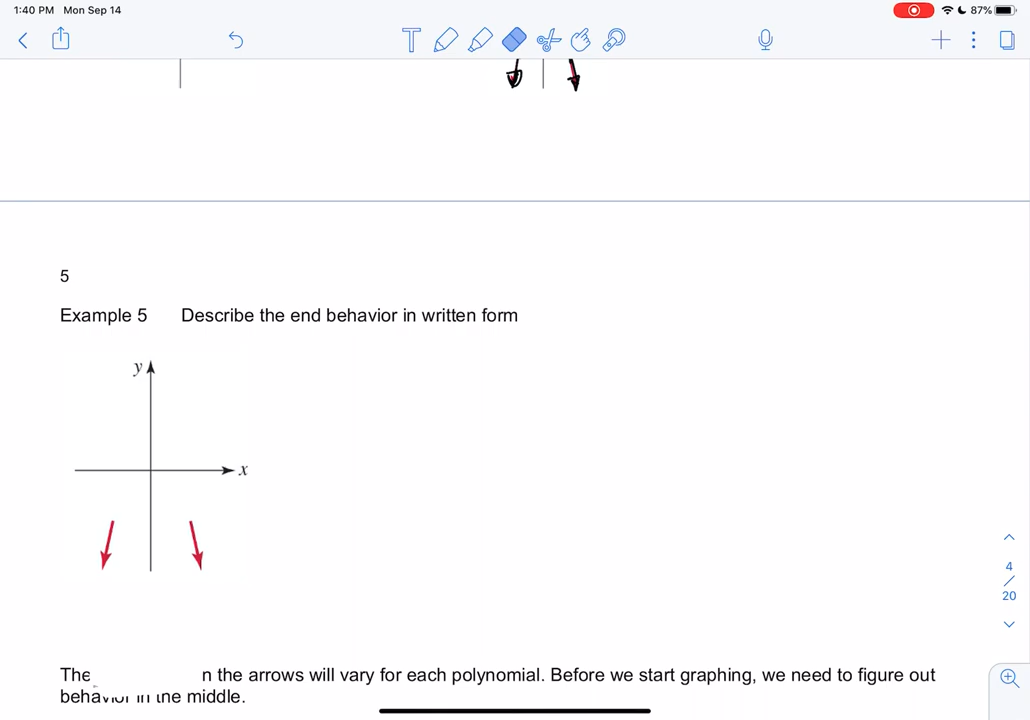 1:40 PM Mon Sep 14
87%
T
5
Example 5 Describe the end behavior in written form
y
x
4
20
The n the arrows will vary for each polynomial. Before we start graphing, we need to figure out
behavior in the middle.